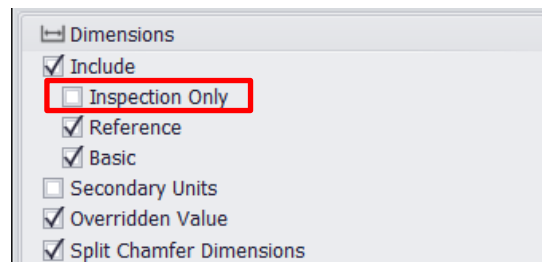 Dimensions
Include
Inspection Only
Reference
Basic
Secondary Units
Overridden Value
Split Chamfer Dimensions